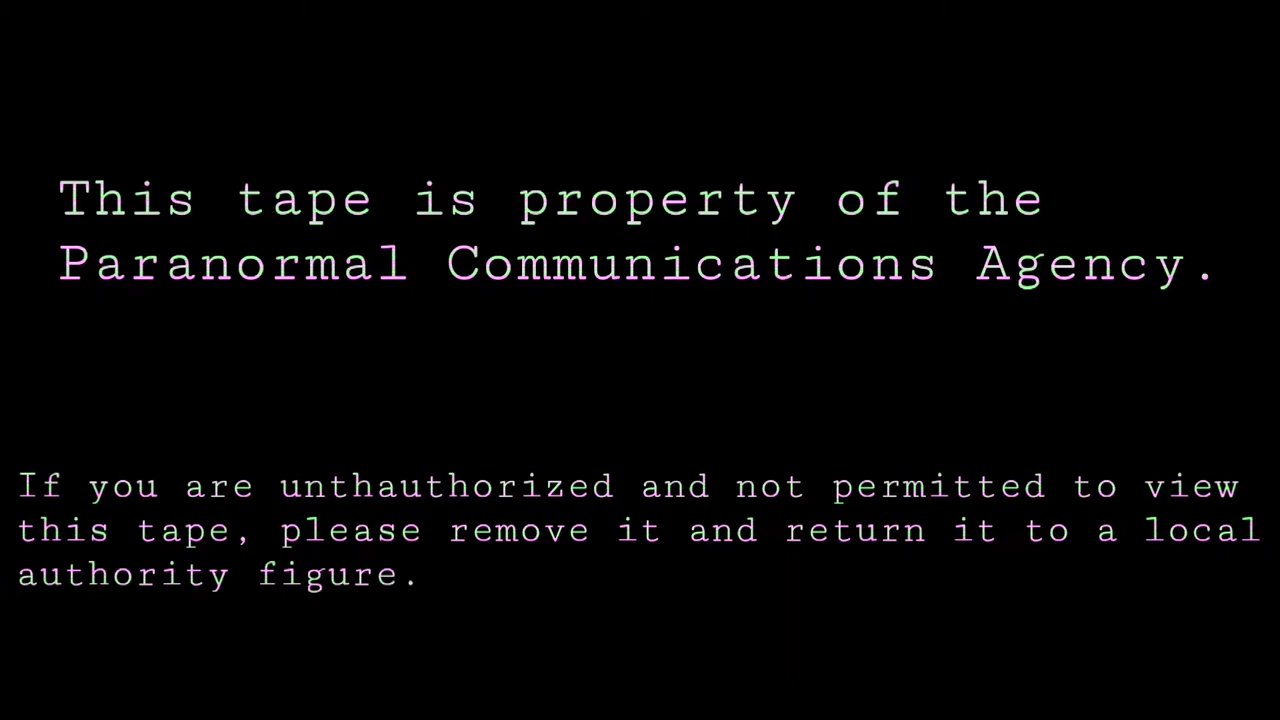 This tape is property of the
Paranormal Communications Agency.
If you are unthauthorized and not permitted to view
this tape, please remove it and return it to a local
authority figure.